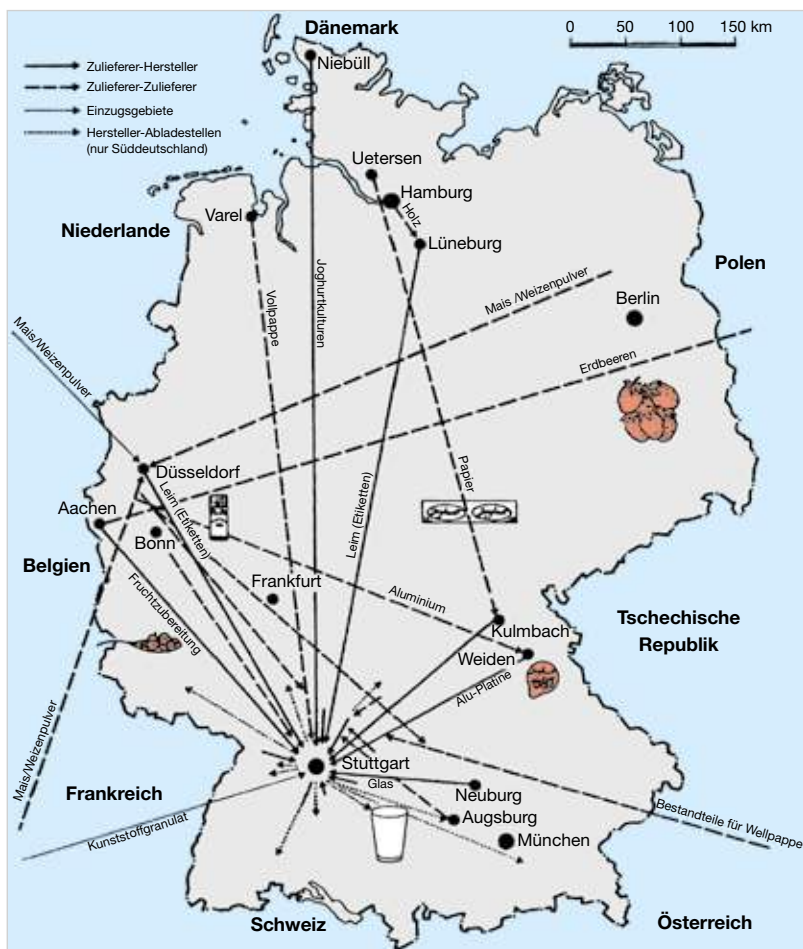 Dänemark
0 50 100 150 km
Niebüll
Zulieferer-Hersteller
Zulieferer-Zulieferer
Einzugsgebiete
Hersteller-Abladestellen
(nur Süddeutschland)
Uetersen
Hamburg
Holz
Varel
Niederlande
Lüneburg
Polen
Vollpappe
Joghurtkulturen
Mais /Weizenpulver
Berlin
Mais/Weizenpulver
Erdbeeren
Papier
Düsseldorf
Leim (Etiketten)
Leim (Etiketten)
Aachen
Bonn
Belgien
Frankfurt
Aluminium
Fruchtzubereitung
Kulmbach
Tschechische
Republik
Weiden
Alu-Platine
Mais/Weizenpulver
Stuttgart
Glas
Frankreich
Neuburg
Augsburg
Kunststoffgranulat
München
Bestandteile für Wellpappe
Schweiz
Österreich